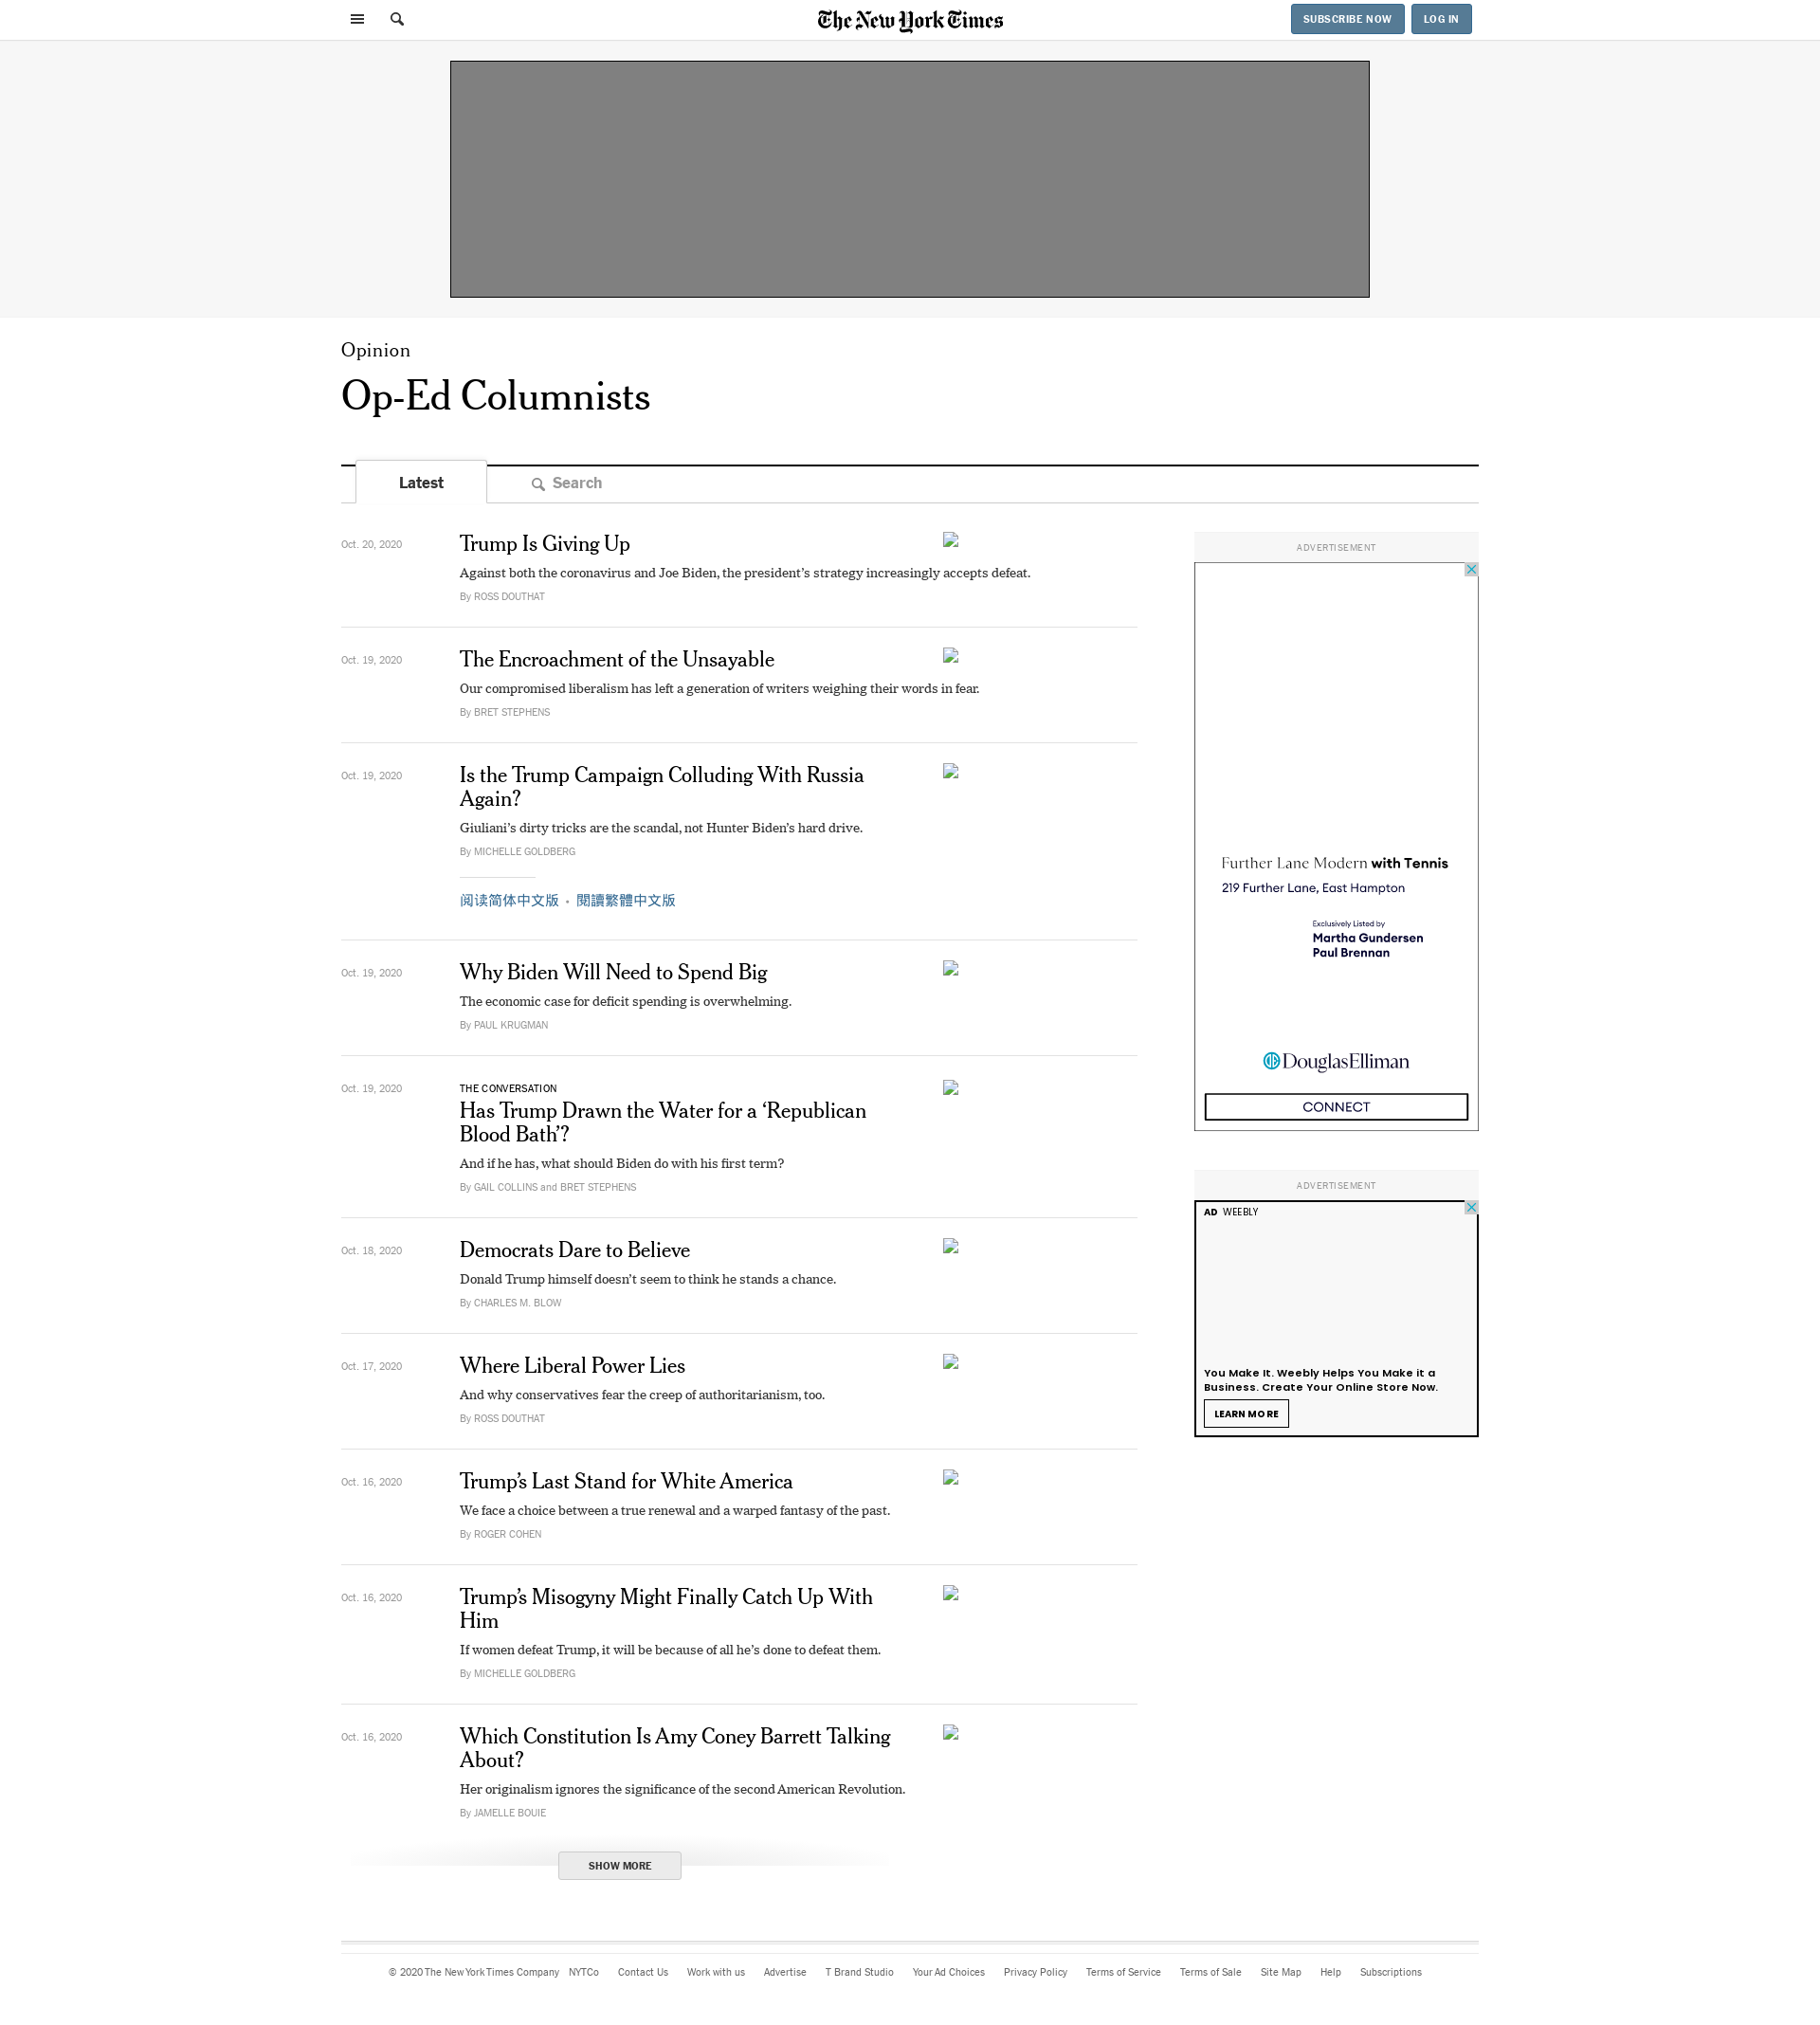 The New York Times
SUBSCRIBE NOW
LOG IN
Opinion
Op-Ed Columnists
Latest
Search
Oct. 20, 2020
Trump Is Giving Up
Against both the coronavirus and Joe Biden, the president’s strategy increasingly accepts defeat.
By ROSS DOUTHAT
Oct. 19, 2020
The Encroachment of the Unsayable
Our compromised liberalism has left a generation of writers weighing their words in fear.
By BRET STEPHENS
Oct. 19, 2020
Is the Trump Campaign Colluding With Russia
Again?
Giuliani’s dirty tricks are the scandal, not Hunter Biden’s hard drive.
By MICHELLE GOLDBERG
阅读简体中文版 • 閱讀繁體中文版
Oct. 19, 2020
Why Biden Will Need to Spend Big
The economic case for deficit spending is overwhelming.
By PAUL KRUGMAN
Oct. 19, 2020
THE CONVERSATION
Has Trump Drawn the Water for a ‘Republican
Blood Bath’?
And if he has, what should Biden do with his first term?
By GAIL COLLINS and BRET STEPHENS
Oct. 18, 2020
Democrats Dare to Believe
Donald Trump himself doesn’t seem to think he stands a chance.
By CHARLES M. BLOW
Oct. 17, 2020
Where Liberal Power Lies
And why conservatives fear the creep of authoritarianism, too.
By ROSS DOUTHAT
Oct. 16, 2020
Trump’s Last Stand for White America
We face a choice between a true renewal and a warped fantasy of the past.
By ROGER COHEN
Oct. 16, 2020
Trump’s Misogyny Might Finally Catch Up With
Him
If women defeat Trump, it will be because of all he’s done to defeat them.
By MICHELLE GOLDBERG
Oct. 16, 2020
Which Constitution Is Amy Coney Barrett Talking
About?
Her originalism ignores the significance of the second American Revolution.
By JAMELLE BOUIE
SHOW MORE
ADVERTISEMENT
Further Lane Modern with Tennis
219 Further Lane, East Hampton
Exclusively Listed by
Martha Gundersen
Paul Brennan
DouglasElliman
CONNECT
ADVERTISEMENT
AD WEEBLY
You Make It. Weebly Helps You Make it a
Business. Create Your Online Store Now.
LEARN MORE
© 2020 The New York Times Company NYTCo Contact Us Work with us Advertise T Brand Studio Your Ad Choices Privacy Policy Terms of Service Terms of Sale Site Map Help Subscriptions